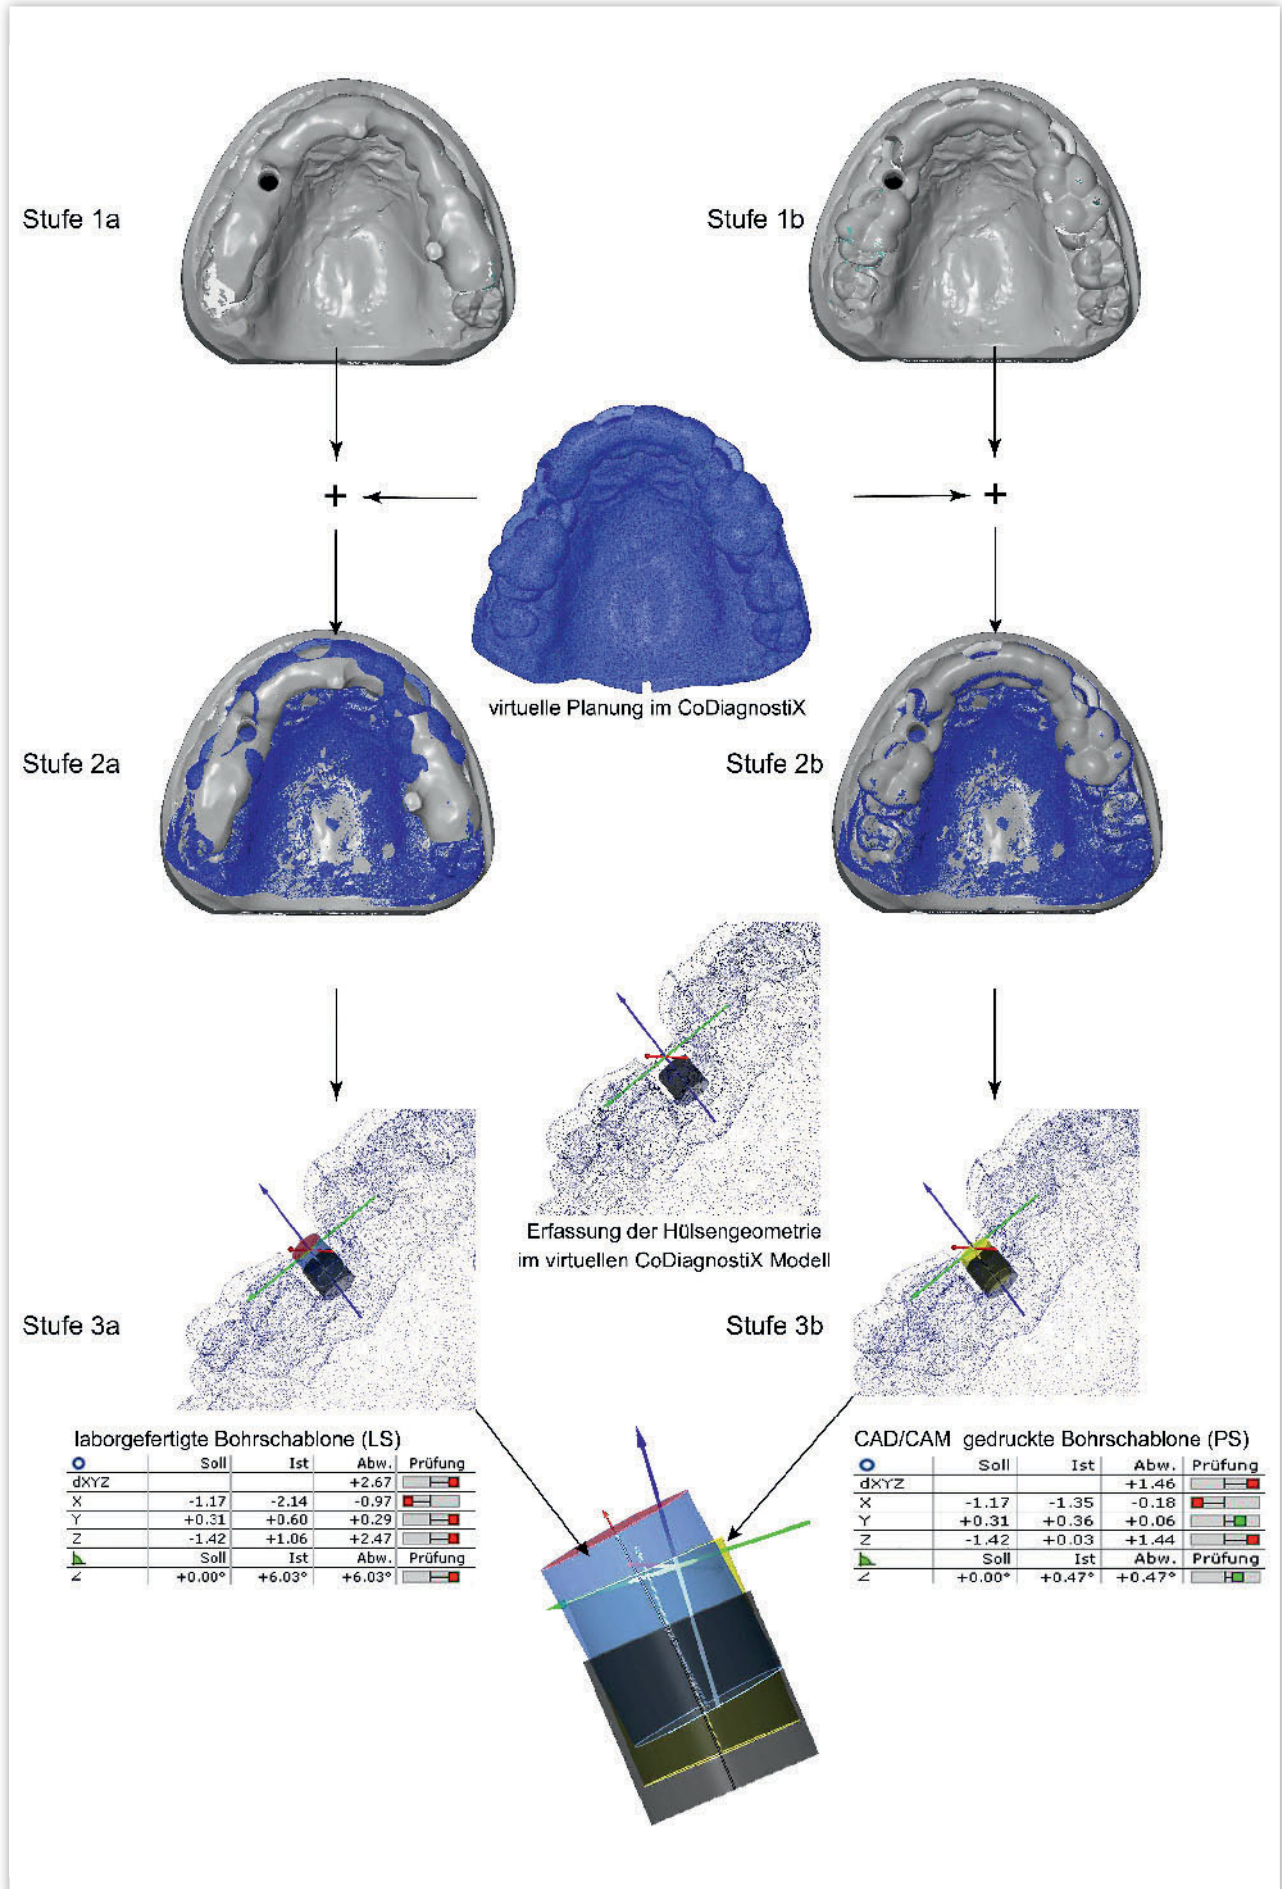 Stufe 1a
Stufe 1b
+
+
virtuelle Planung im CoDiagnostiX
Stufe 2a
Stufe 2b
Erfassung der Hülsengeometrie
im virtuellen CoDiagnostiX Modell
Stufe 3a
Stufe 3b
laborgefertigte Bohrschablone (LS)
Soll Ist Abw. Prüfung
dXYZ +2.67
X -1.17 -2.14 -0.97
Y +0.31 +0.60 +0.29
Z -1.42 +1.06 +2.47
Soll Ist Abw. Prüfung
∠ +0.00° +6.03° +6.03°
CAD/CAM gedruckte Bohrschablone (PS)
Soll Ist Abw. Prüfung
dXYZ +1.46
X -1.17 -1.35 -0.18
Y +0.31 +0.36 +0.06
Z -1.42 +0.03 +1.44
Soll Ist Abw. Prüfung
∠ +0.00° +0.47° +0.47°